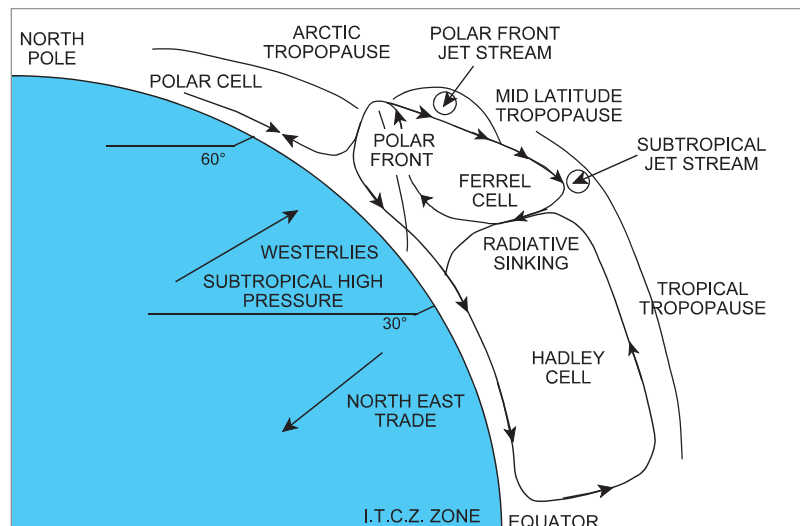 NORTH
POLE
ARCTIC
TROPOPAUSE
POLAR FRONT
JET STREAM
POLAR CELL
MID LATITUDE
TROPOPAUSE
60°
POLAR
FRONT
SUBTROPICAL
JET STREAM
FERREL
CELL
WESTERLIES
RADIATIVE
SINKING
SUBTROPICAL HIGH
PRESSURE
30°
TROPICAL
TROPOPAUSE
HADLEY
CELL
NORTH EAST
TRADE
I.T.C.Z. ZONE
EQUATOR